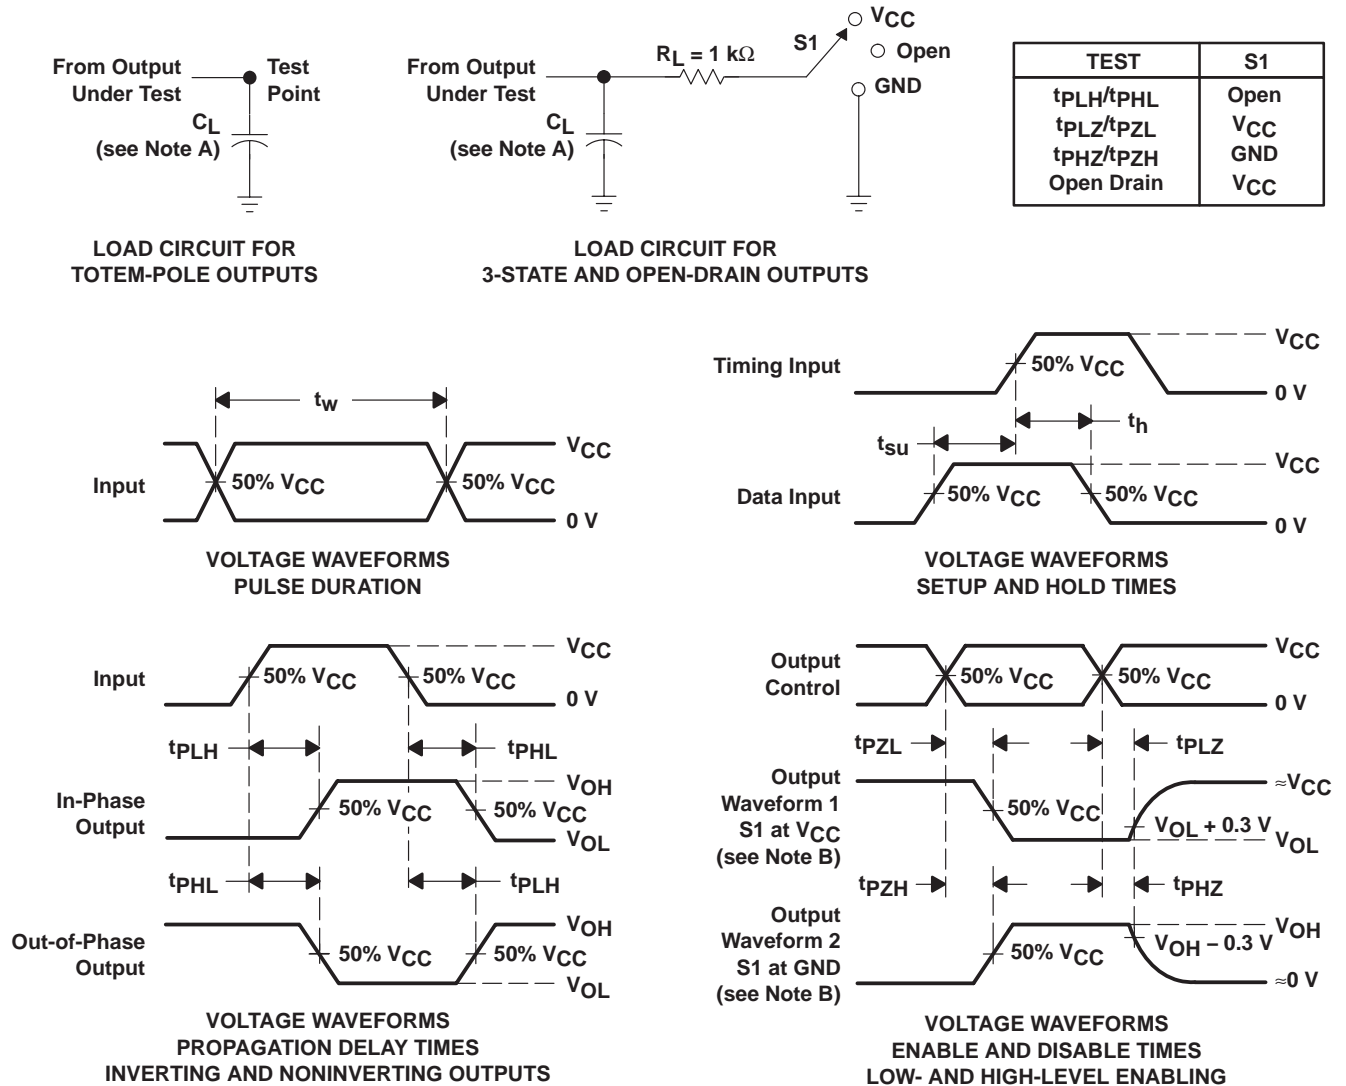 From Output
Under Test
Test
Point
CL
(see Note A)
LOAD CIRCUIT FOR
TOTEM-POLE OUTPUTS
From Output
Under Test
RL = 1 kΩ
S1
VCC
Open
GND
CL
(see Note A)
LOAD CIRCUIT FOR
3-STATE AND OPEN-DRAIN OUTPUTS
TEST S1
tPLH/tPHL Open
tPLZ/tPZL VCC
tPHZ/tPZH GND
Open Drain VCC
tw
Input
50% VCC
50% VCC
VCC
0 V
VOLTAGE WAVEFORMS
PULSE DURATION
Timing Input
50% VCC
VCC
0 V
tsu
th
Data Input
50% VCC
50% VCC
VCC
0 V
VOLTAGE WAVEFORMS
SETUP AND HOLD TIMES
Input
50% VCC
50% VCC
VCC
0 V
tPLH
tPHL
In-Phase
Output
50% VCC
50% VCC
VOH
VOL
tPHL
tPLH
Out-of-Phase
Output
50% VCC
50% VCC
VOH
VOL
VOLTAGE WAVEFORMS
PROPAGATION DELAY TIMES
INVERTING AND NONINVERTING OUTPUTS
Output
Control
50% VCC
50% VCC
VCC
0 V
tPZL
tPLZ
Output
Waveform 1
S1 at VCC
(see Note B)
50% VCC
VOL + 0.3 V
≈VCC
VOL
tPZH
tPHZ
Output
Waveform 2
S1 at GND
(see Note B)
50% VCC
VOH − 0.3 V
VOH
≈0 V
VOLTAGE WAVEFORMS
ENABLE AND DISABLE TIMES
LOW- AND HIGH-LEVEL ENABLING